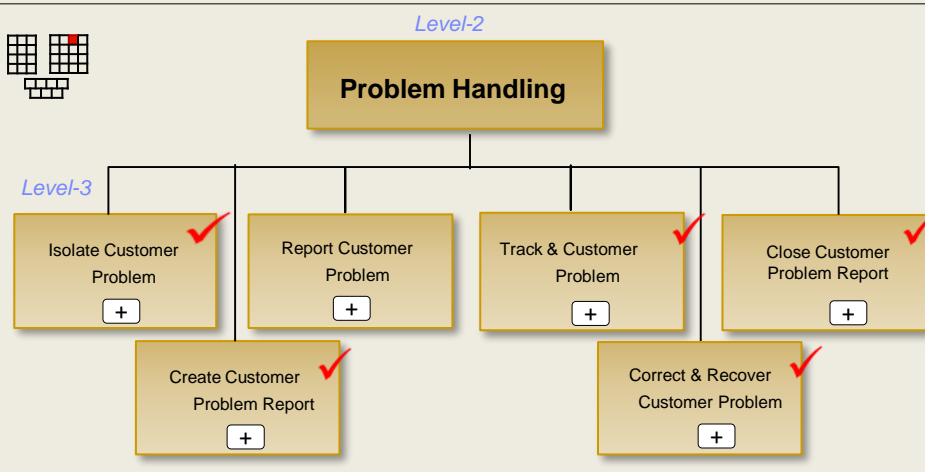 Level-2
Problem Handling
Level-3
Isolate Customer
Problem
+
Report Customer
Problem
+
Track & Customer
Problem
+
Close Customer
Problem Report
+
Create Customer
Problem Report
+
Correct & Recover
Customer Problem
+